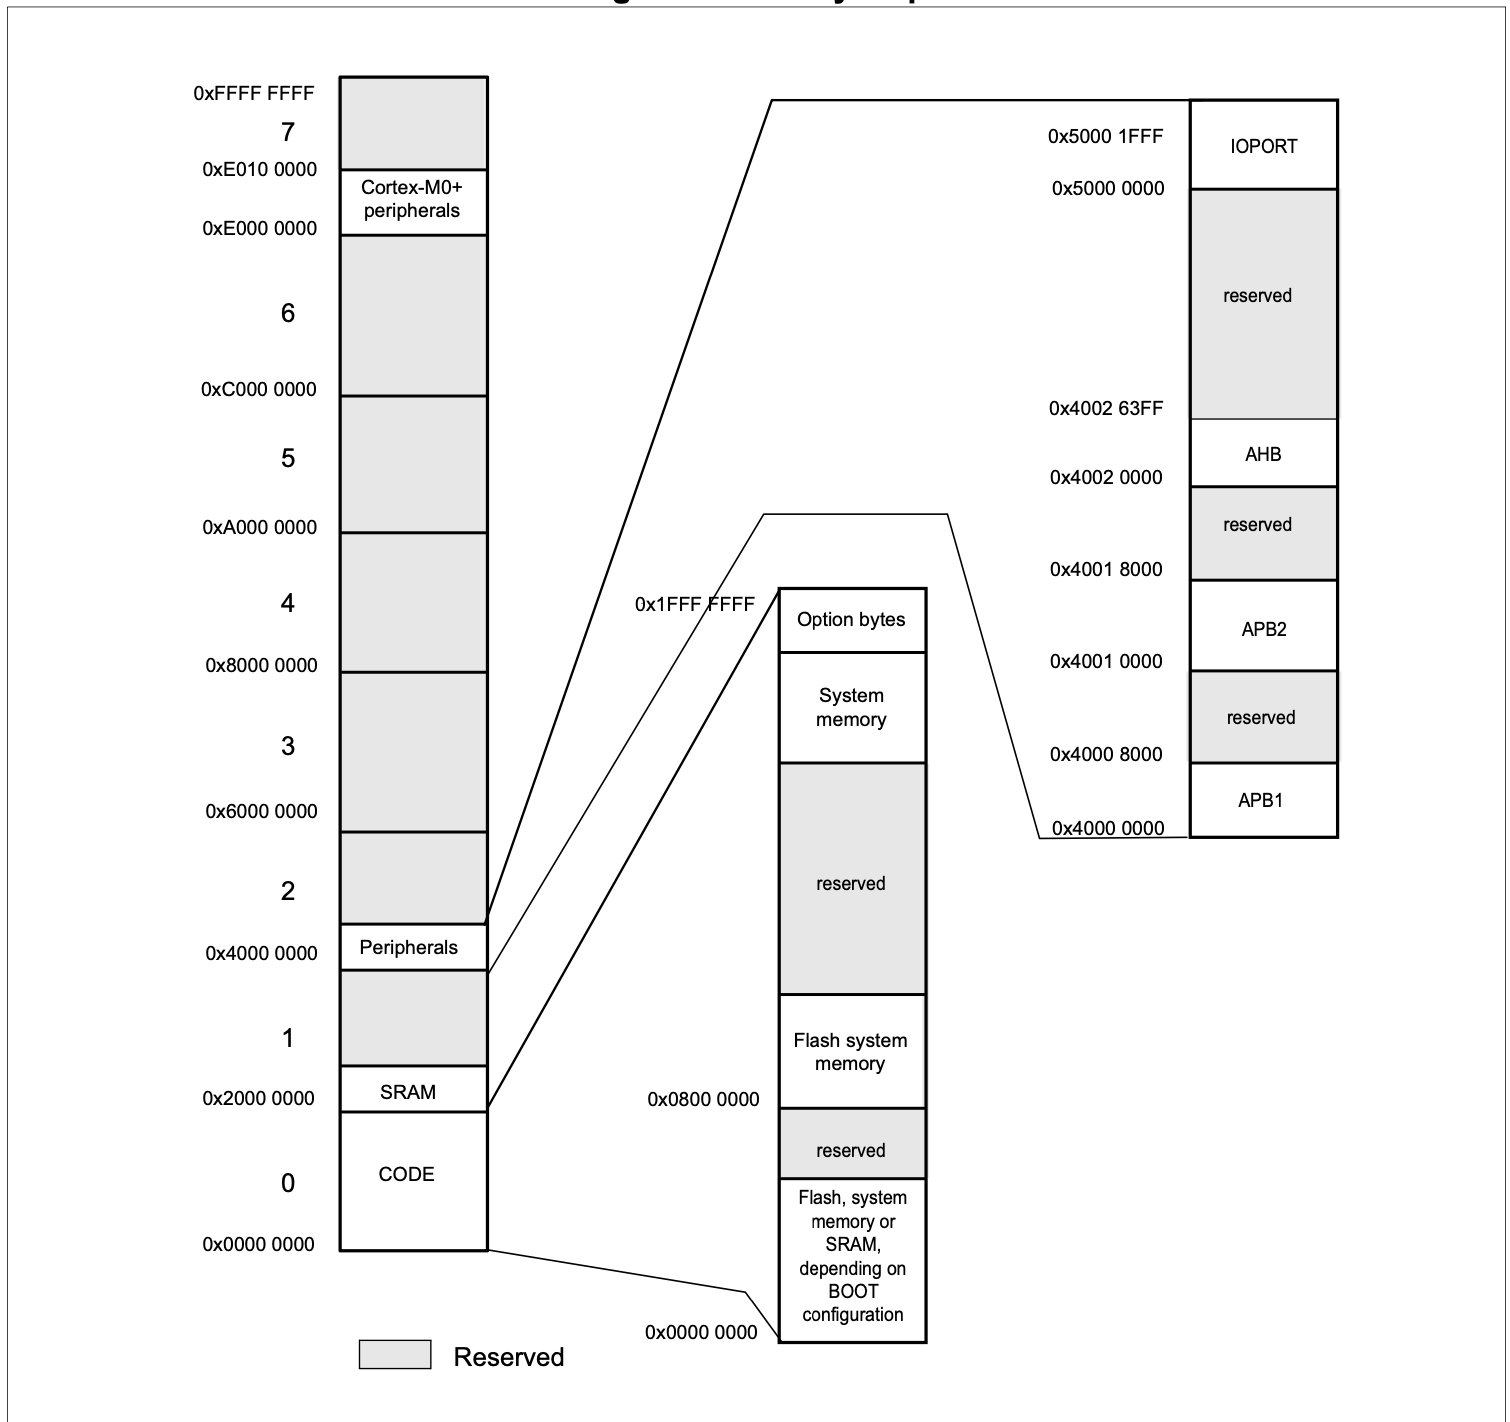 0xFFFF FFFF
7
0xE010 0000
Cortex-M0+
peripherals
0xE000 0000
6
0xC000 0000
5
0xA000 0000
4
0x8000 0000
3
0x6000 0000
2
Peripherals
0x4000 0000
1
SRAM
0x2000 0000
CODE
0
0x0000 0000
Reserved
0x1FFF FFFF
Option bytes
System
memory
reserved
Flash system
memory
0x0800 0000
reserved
Flash, system
memory or
SRAM,
depending on
BOOT
configuration
0x0000 0000
0x5000 1FFF
IOPORT
0x5000 0000
reserved
0x4002 63FF
AHB
0x4002 0000
reserved
0x4001 8000
APB2
0x4001 0000
reserved
0x4000 8000
APB1
0x4000 0000